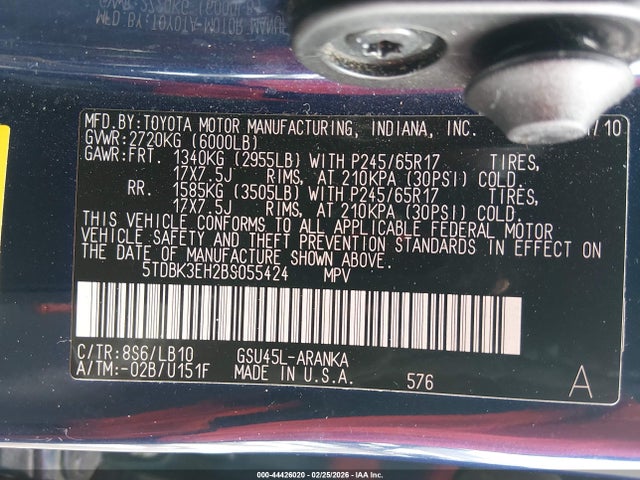 MFD.BY:TOYOTA MOTOR MANUFACTURING, INDIANA, INC. /10
GVWR:2720KG (6000LB)
GAWR:FRT. 1340KG (2955LB) WITH P245/65R17 TIRES,
17X7.5J RIMS, AT 210KPA (30PSI) COLD.
RR. 1585KG (3505LB) WITH P245/65R17 TIRES,
17X7.5J RIMS, AT 210KPA (30PSI) COLD.
THIS VEHICLE CONFORMS TO ALL APPLICABLE FEDERAL MOTOR
VEHICLE SAFETY AND THEFT PREVENTION STANDARDS IN EFFECT ON
THE DATE OF MANUFACTURE SHOWN ABOVE.
5TDBK3EH2BS055424 MPV
C/TR:8S6/LB10 GSU45L-ARANKA
A/TM:-02B/U151F MADE IN U.S.A. 576 A
000-44426020 - 02/25/2026 - IAA, Inc.